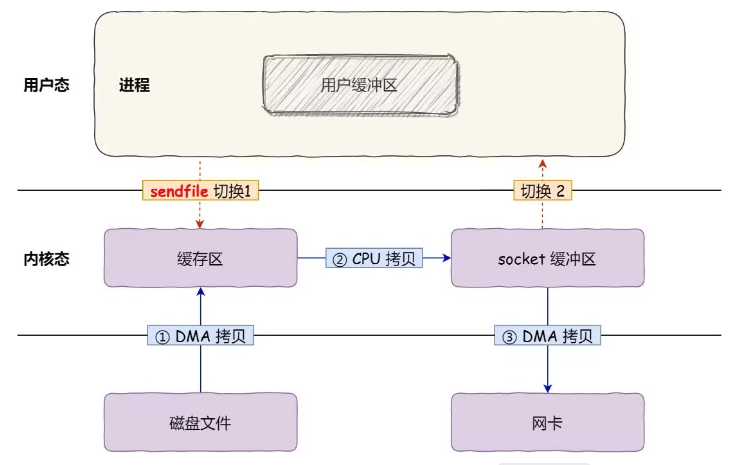 用户态
进程
用户缓冲区
sendfile 切换1
切换 2
内核态
缓存区
② CPU 拷贝
socket 缓冲区
① DMA 拷贝
③ DMA 拷贝
磁盘文件
网卡